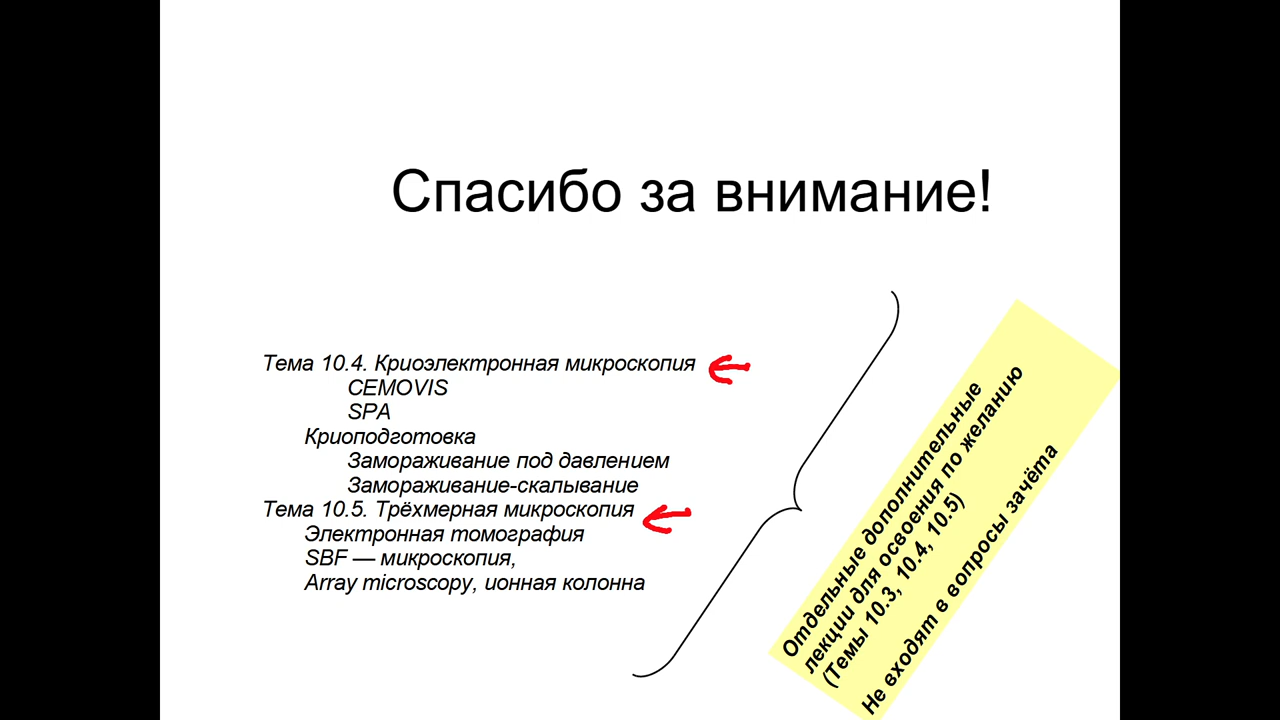 Спасибо за внимание!
Тема 10.4. Криоэлектронная микроскопия
CEMOVIS
SPA
Криоподготовка
Замораживание под давлением
Замораживание-скалывание
Тема 10.5. Трёхмерная микроскопия
Электронная томография
SBF — микроскопия,
Array microscopy, ионная колонна
Отдельные дополнительные
лекции для освоения по желанию
(Темы 10.3, 10.4, 10.5)
Не входят в вопросы зачёта